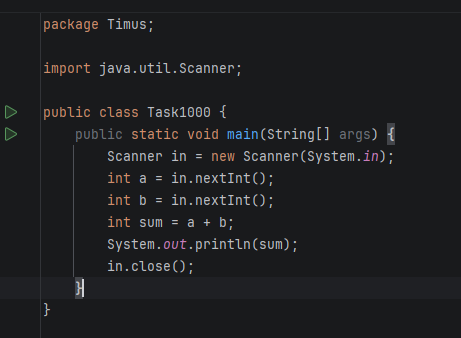 package Timus;
import java.util.Scanner;
public class Task1000 {
public static void main(String[] args) {
Scanner in = new Scanner(System.in);
int a = in.nextInt();
int b = in.nextInt();
int sum = a + b;
System.out.println(sum);
in.close();
}
}